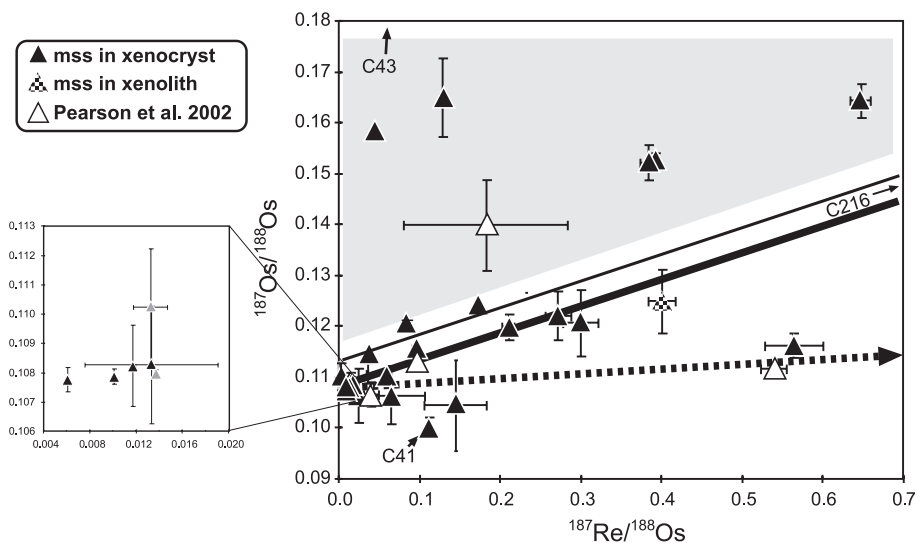 mss in xenocryst
mss in xenolith
Pearson et al. 2002
0.18
0.17
0.16
0.15
0.14
0.13
0.12
0.11
0.10
0.09
¹⁸⁷Os/¹⁸⁸Os
C43
C216
C41
0.0 0.1 0.2 0.3 0.4 0.5 0.6 0.7
¹⁸⁷Re/¹⁸⁸Os
0.113
0.112
0.111
0.110
0.109
0.108
0.107
0.106
0.004 0.008 0.012 0.016 0.020